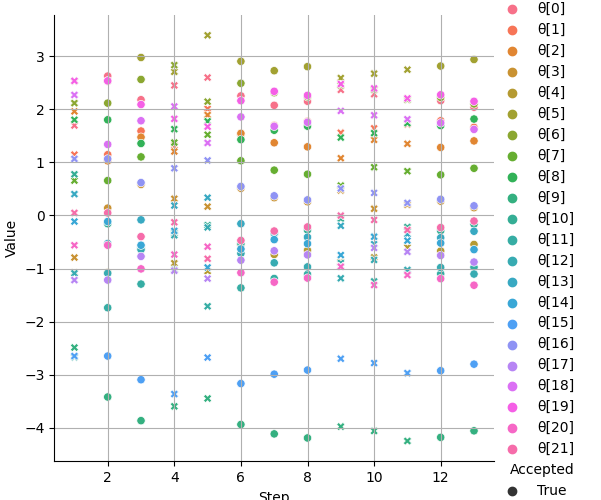 θ[0]
θ[1]
θ[2]
θ[3]
θ[4]
θ[5]
θ[6]
θ[7]
θ[8]
θ[9]
θ[10]
θ[11]
θ[12]
θ[13]
θ[14]
θ[15]
θ[16]
θ[17]
θ[18]
θ[19]
θ[20]
θ[21]
Accepted
True
3
2
1
0
−1
−2
−3
−4
Value
2 4 6 8 10 12
Step